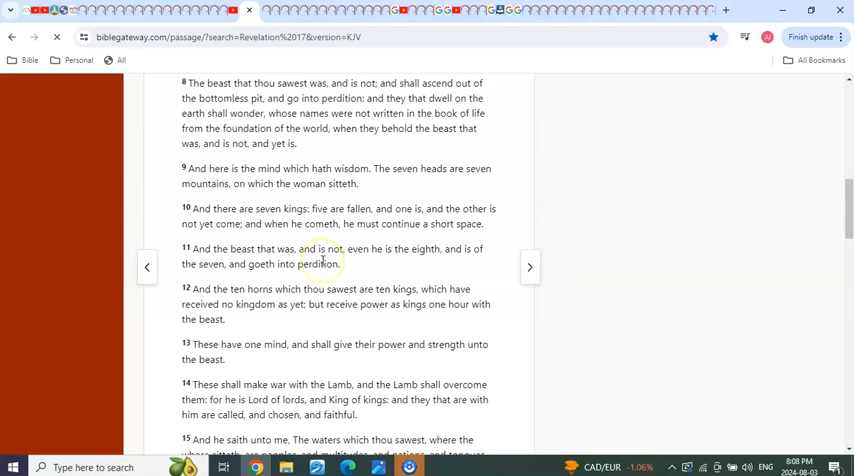 biblegateway.com/passage/?search=Revelation%2017&version=KJV
AI
Finish update
Bible
Personal
All
All Bookmarks
8 The beast that thou sawest was, and is not; and shall ascend out of
the bottomless pit, and go into perdition: and they that dwell on the
earth shall wonder, whose names were not written in the book of life
from the foundation of the world, when they behold the beast that
was, and is not, and yet is.
9 And here is the mind which hath wisdom. The seven heads are seven
mountains, on which the woman sitteth.
10 And there are seven kings: five are fallen, and one is, and the other is
not yet come; and when he cometh, he must continue a short space.
11 And the beast that was, and is not, even he is the eighth, and is of
the seven, and goeth into perdition.
12 And the ten horns which thou sawest are ten kings, which have
received no kingdom as yet; but receive power as kings one hour with
the beast.
13 These have one mind, and shall give their power and strength unto
the beast.
14 These shall make war with the Lamb, and the Lamb shall overcome
them: for he is Lord of lords, and King of kings: and they that are with
him are called, and chosen, and faithful.
15 And he saith unto me, The waters which thou sawest, where the
whore sitteth, are peoples, and multitudes, and nations, and tongues
Type here to search
CAD/EUR -1.06%
8:08 PM
2024-08-03